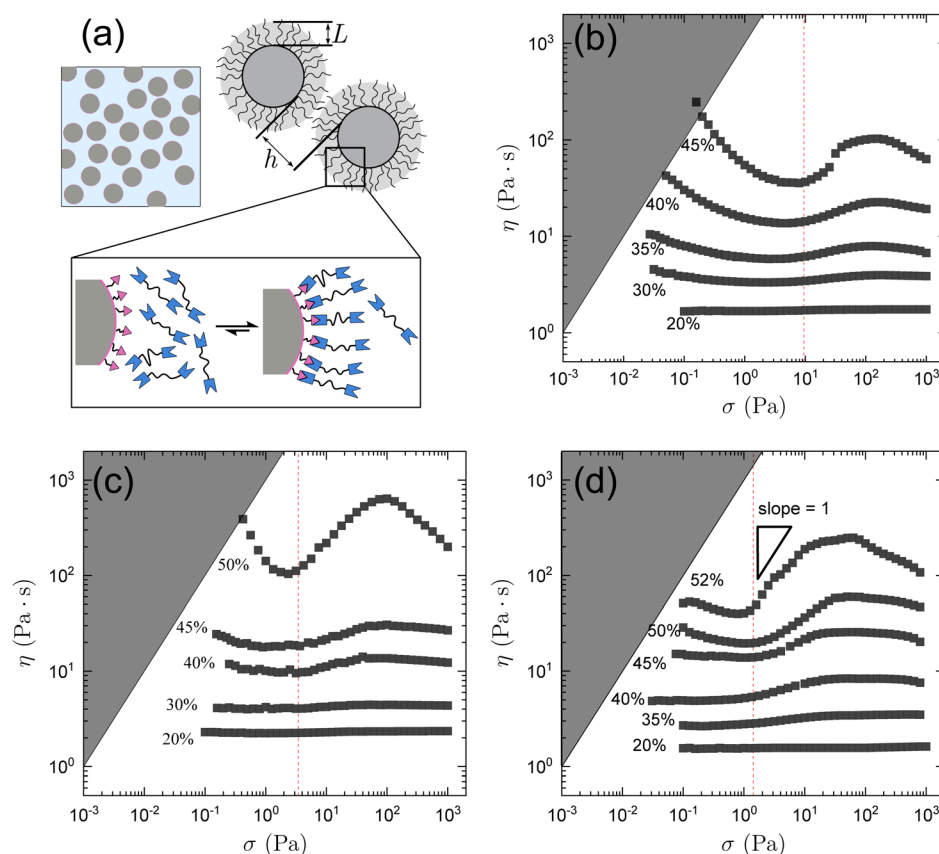 (a)
L
h
(b)
η (Pa · s)
10³
10²
10¹
10⁰
45%
40%
35%
30%
20%
10⁻³ 10⁻² 10⁻¹ 10⁰ 10¹ 10² 10³
σ (Pa)
(c)
η (Pa · s)
10³
10²
10¹
10⁰
50%
45%
40%
30%
20%
10⁻³ 10⁻² 10⁻¹ 10⁰ 10¹ 10² 10³
σ (Pa)
(d)
slope = 1
η (Pa · s)
10³
10²
10¹
10⁰
52%
50%
45%
40%
35%
20%
10⁻³ 10⁻² 10⁻¹ 10⁰ 10¹ 10² 10³
σ (Pa)